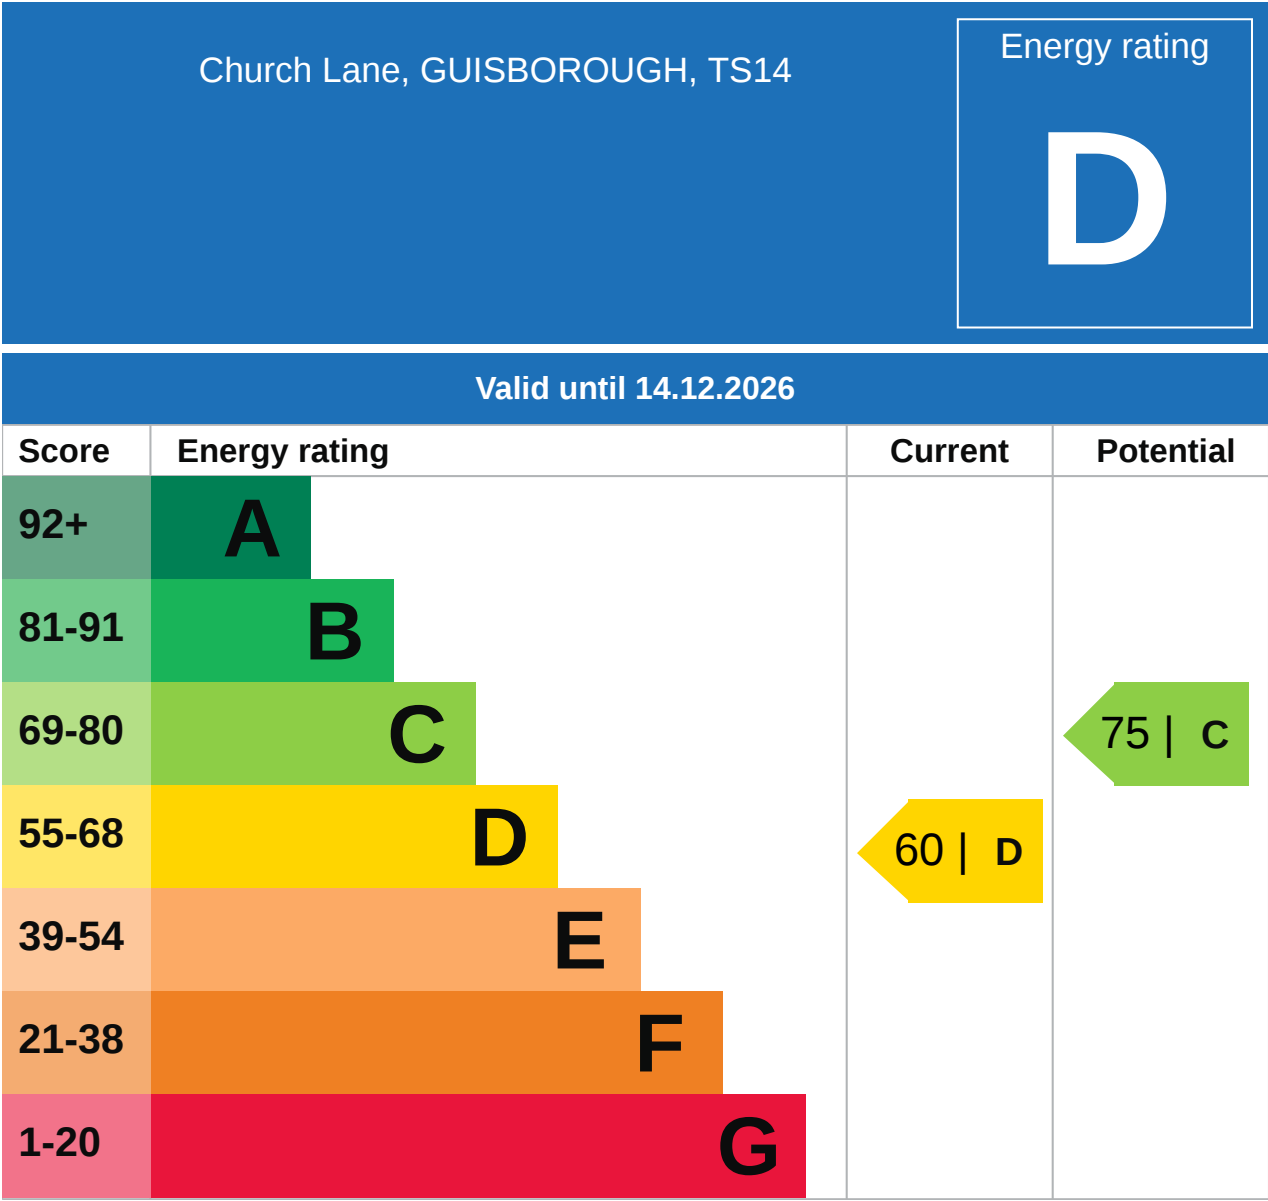 Church Lane, GUISBOROUGH, TS14
Energy rating
D
Valid until 14.12.2026
Score Energy rating Current Potential
92+ A
81-91 B
69-80 C 75 | C
55-68 D 60 | D
39-54 E
21-38 F
1-20 G